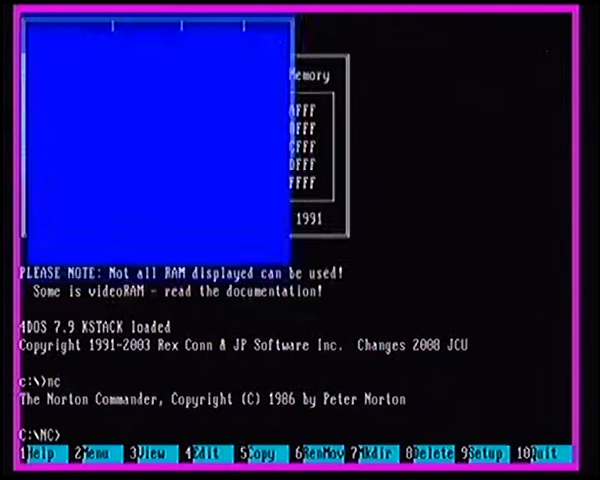 Memory
AFFF
BFFF
CFFF
DFFF
FFFF
1991
PLEASE NOTE: Not all RAM displayed can be used!
Some is videoRAM - read the documentation!
4DOS 7.9 KSTACK loaded
Copyright 1991-2003 Rex Conn & JP Software Inc. Changes 2008 JCU
c:\>nc
The Norton Commander, Copyright (C) 1986 by Peter Norton
C:\NC>
1Help 2Menu 3View 4Edit 5Copy 6RenMov 7Mkdir 8Delete 9Setup 10Quit